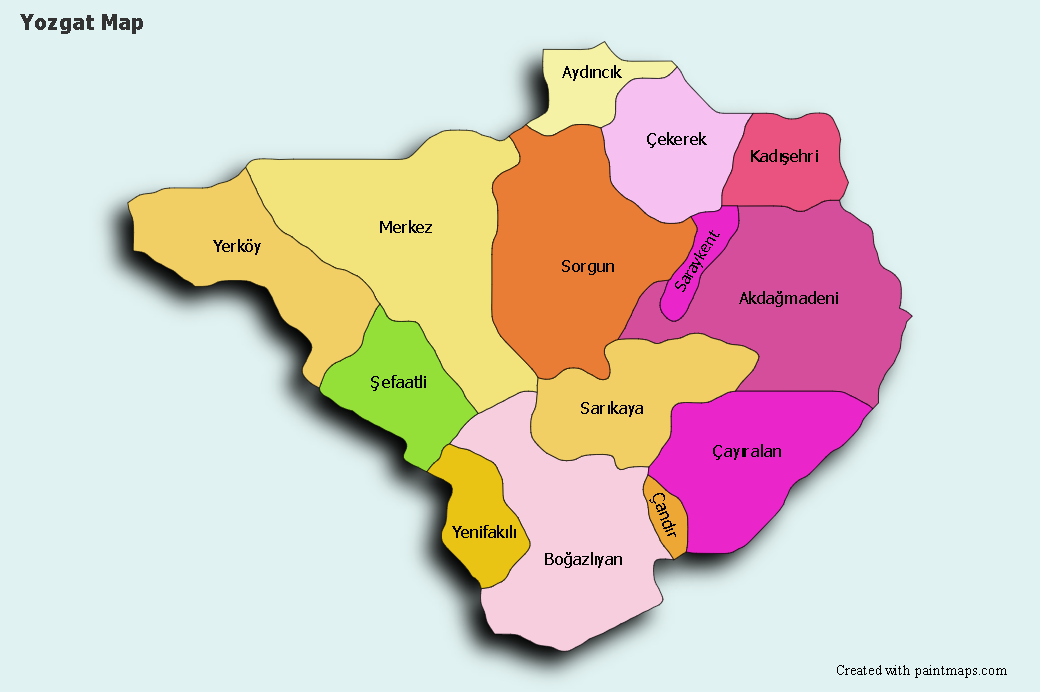 Yozgat Map
Aydıncık
Çekerek
Kadışehri
Merkez
Yerköy
Sorgun
Saraykent
Akdağmadeni
Şefaatli
Sarıkaya
Çayıralan
Çandır
Yenifakılı
Boğazlıyan
Created with paintmaps.com